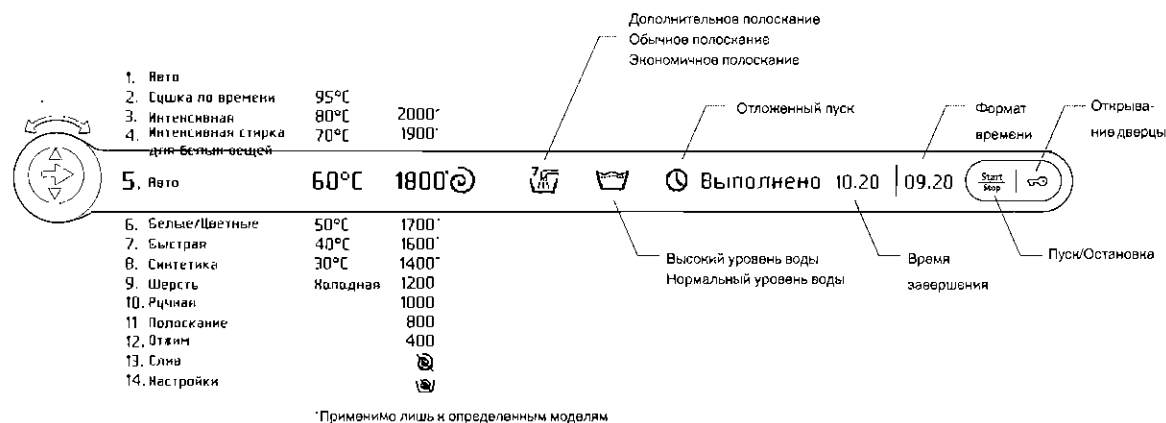 Дополнительное полоскание
Обычное полоскание
Экономичное полоскание
1. Авто
2. Сушка по времени 95°C
3. Интенсивная 80°C 2000*
4. Интенсивная стирка 70°C 1900*
для белых вещей
Отложенный пуск
Формат
времени
Открыва-
ние дверцы
5. Авто 60°C 1800* 7 Выполнено 10.20 09.20 Start
Stop
6. Белые/Цветные 50°C 1700*
7. Быстрая 40°C 1600*
8. Синтетика 30°C 1400*
9. Шерсть Холодная 1200
10. Ручная 1000
11 Полоскание 800
12. Отжим 400
13. Слив
14. Настройки
Высокий уровень воды
Нормальный уровень воды
Время
завершения
Пуск/Остановка
*Применимо лишь к определенным моделям